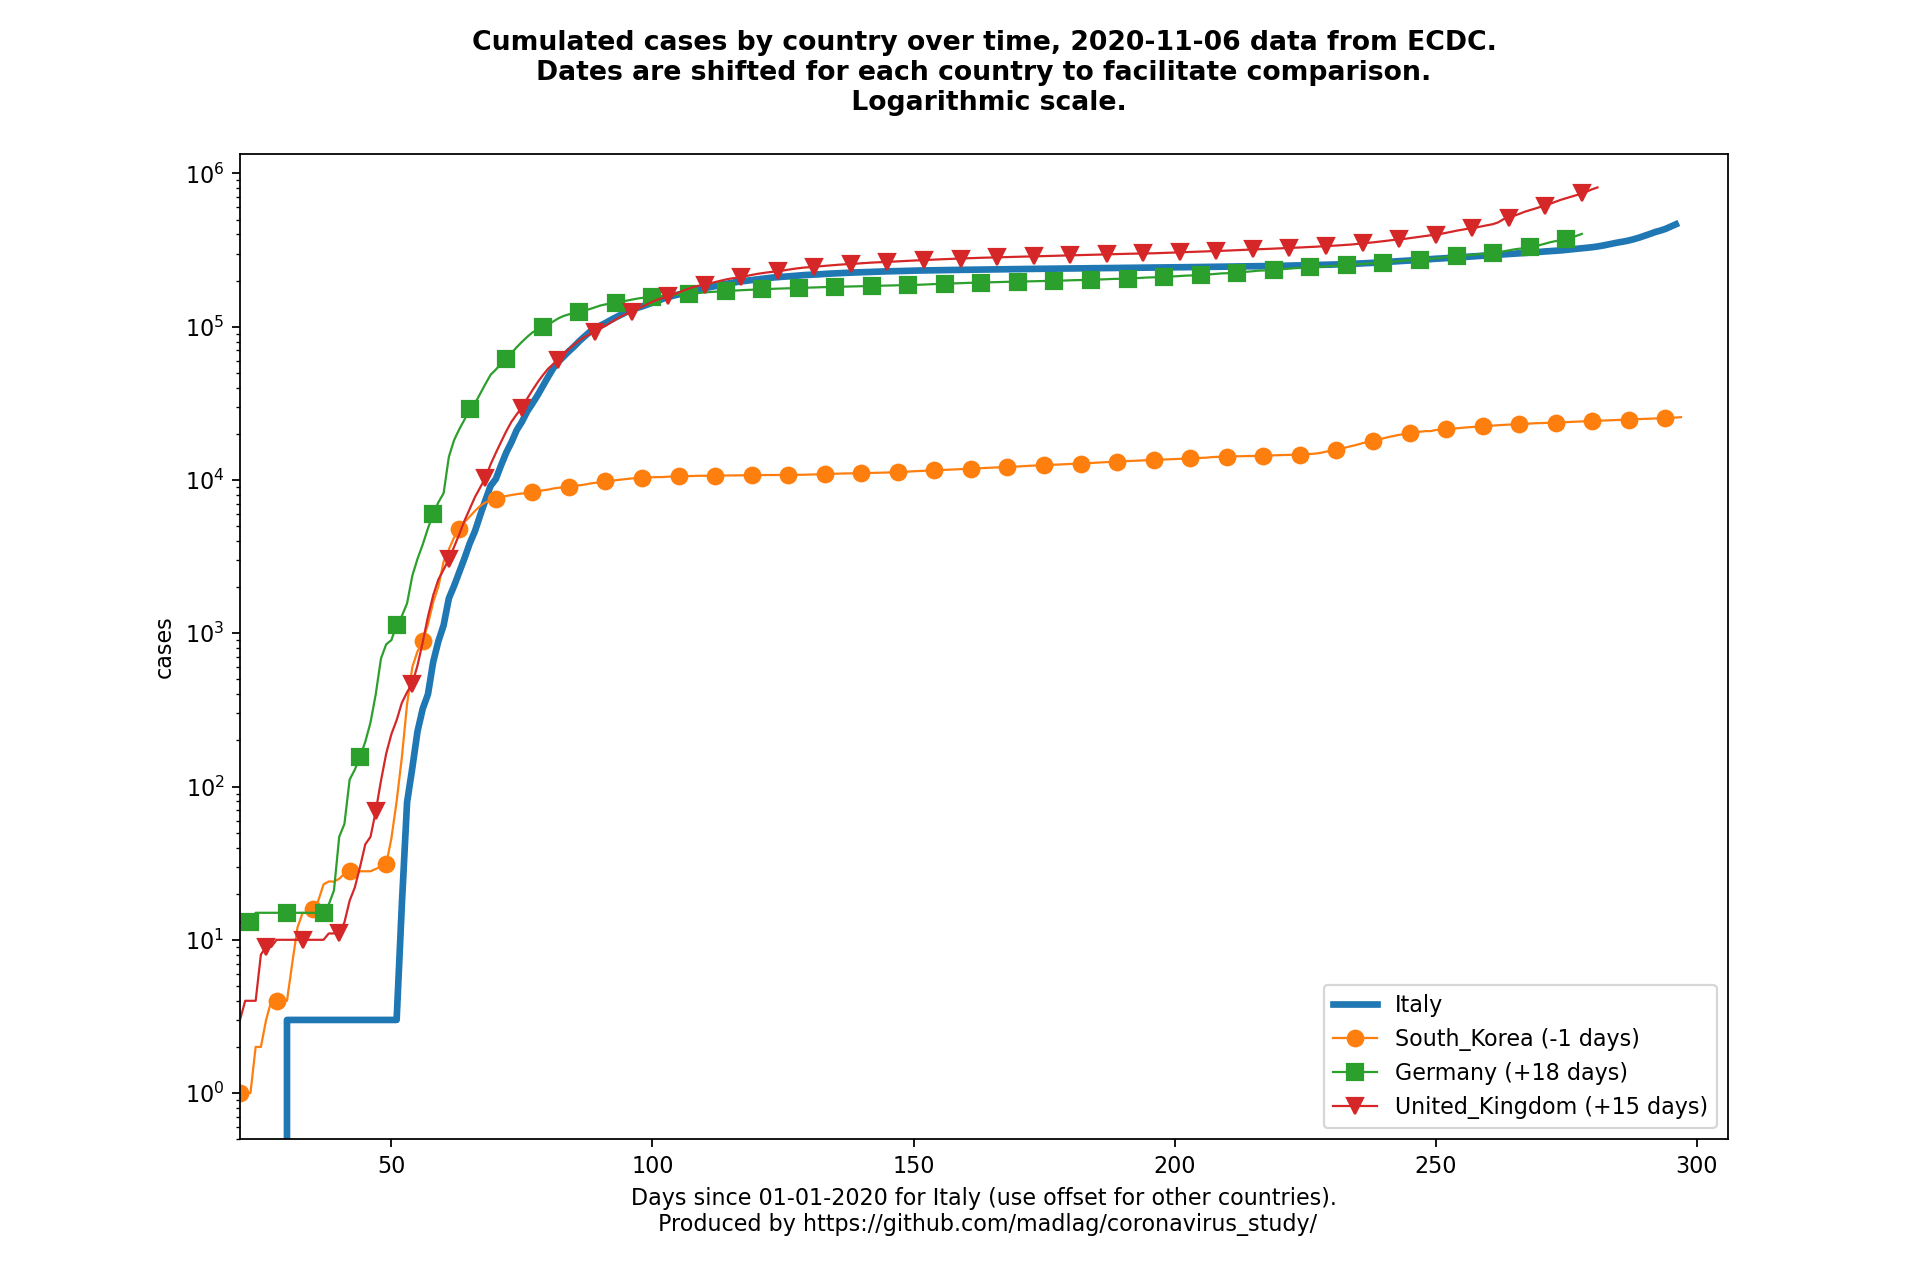 Cumulated cases by country over time, 2020-11-06 data from ECDC.
Dates are shifted for each country to facilitate comparison.
Logarithmic scale.
10⁶
10⁵
10⁴
10³
10²
10¹
10⁰
cases
Italy
South_Korea (-1 days)
Germany (+18 days)
United_Kingdom (+15 days)
50 100 150 200 250 300
Days since 01-01-2020 for Italy (use offset for other countries).
Produced by https://github.com/madlag/coronavirus_study/